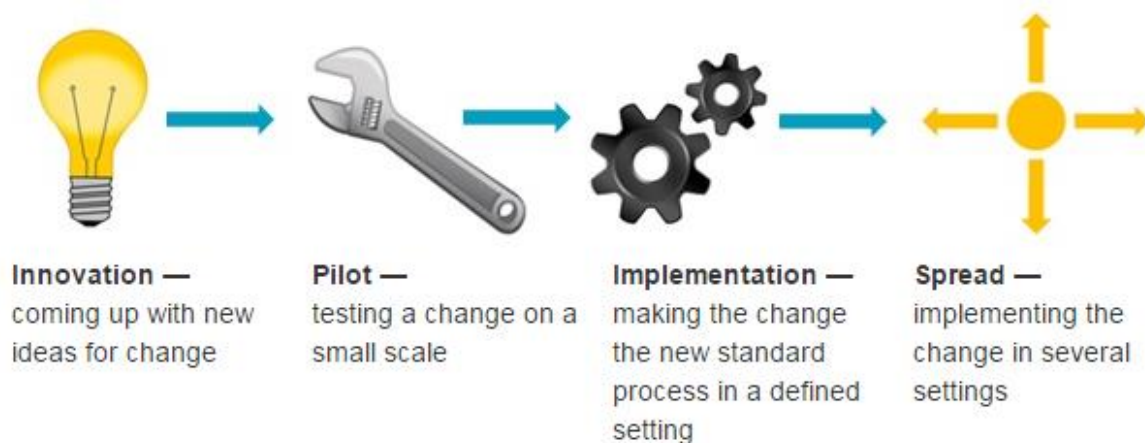 Innovation —
coming up with new
ideas for change
Pilot —
testing a change on a
small scale
Implementation —
making the change
the new standard
process in a defined
setting
Spread —
implementing the
change in several
settings